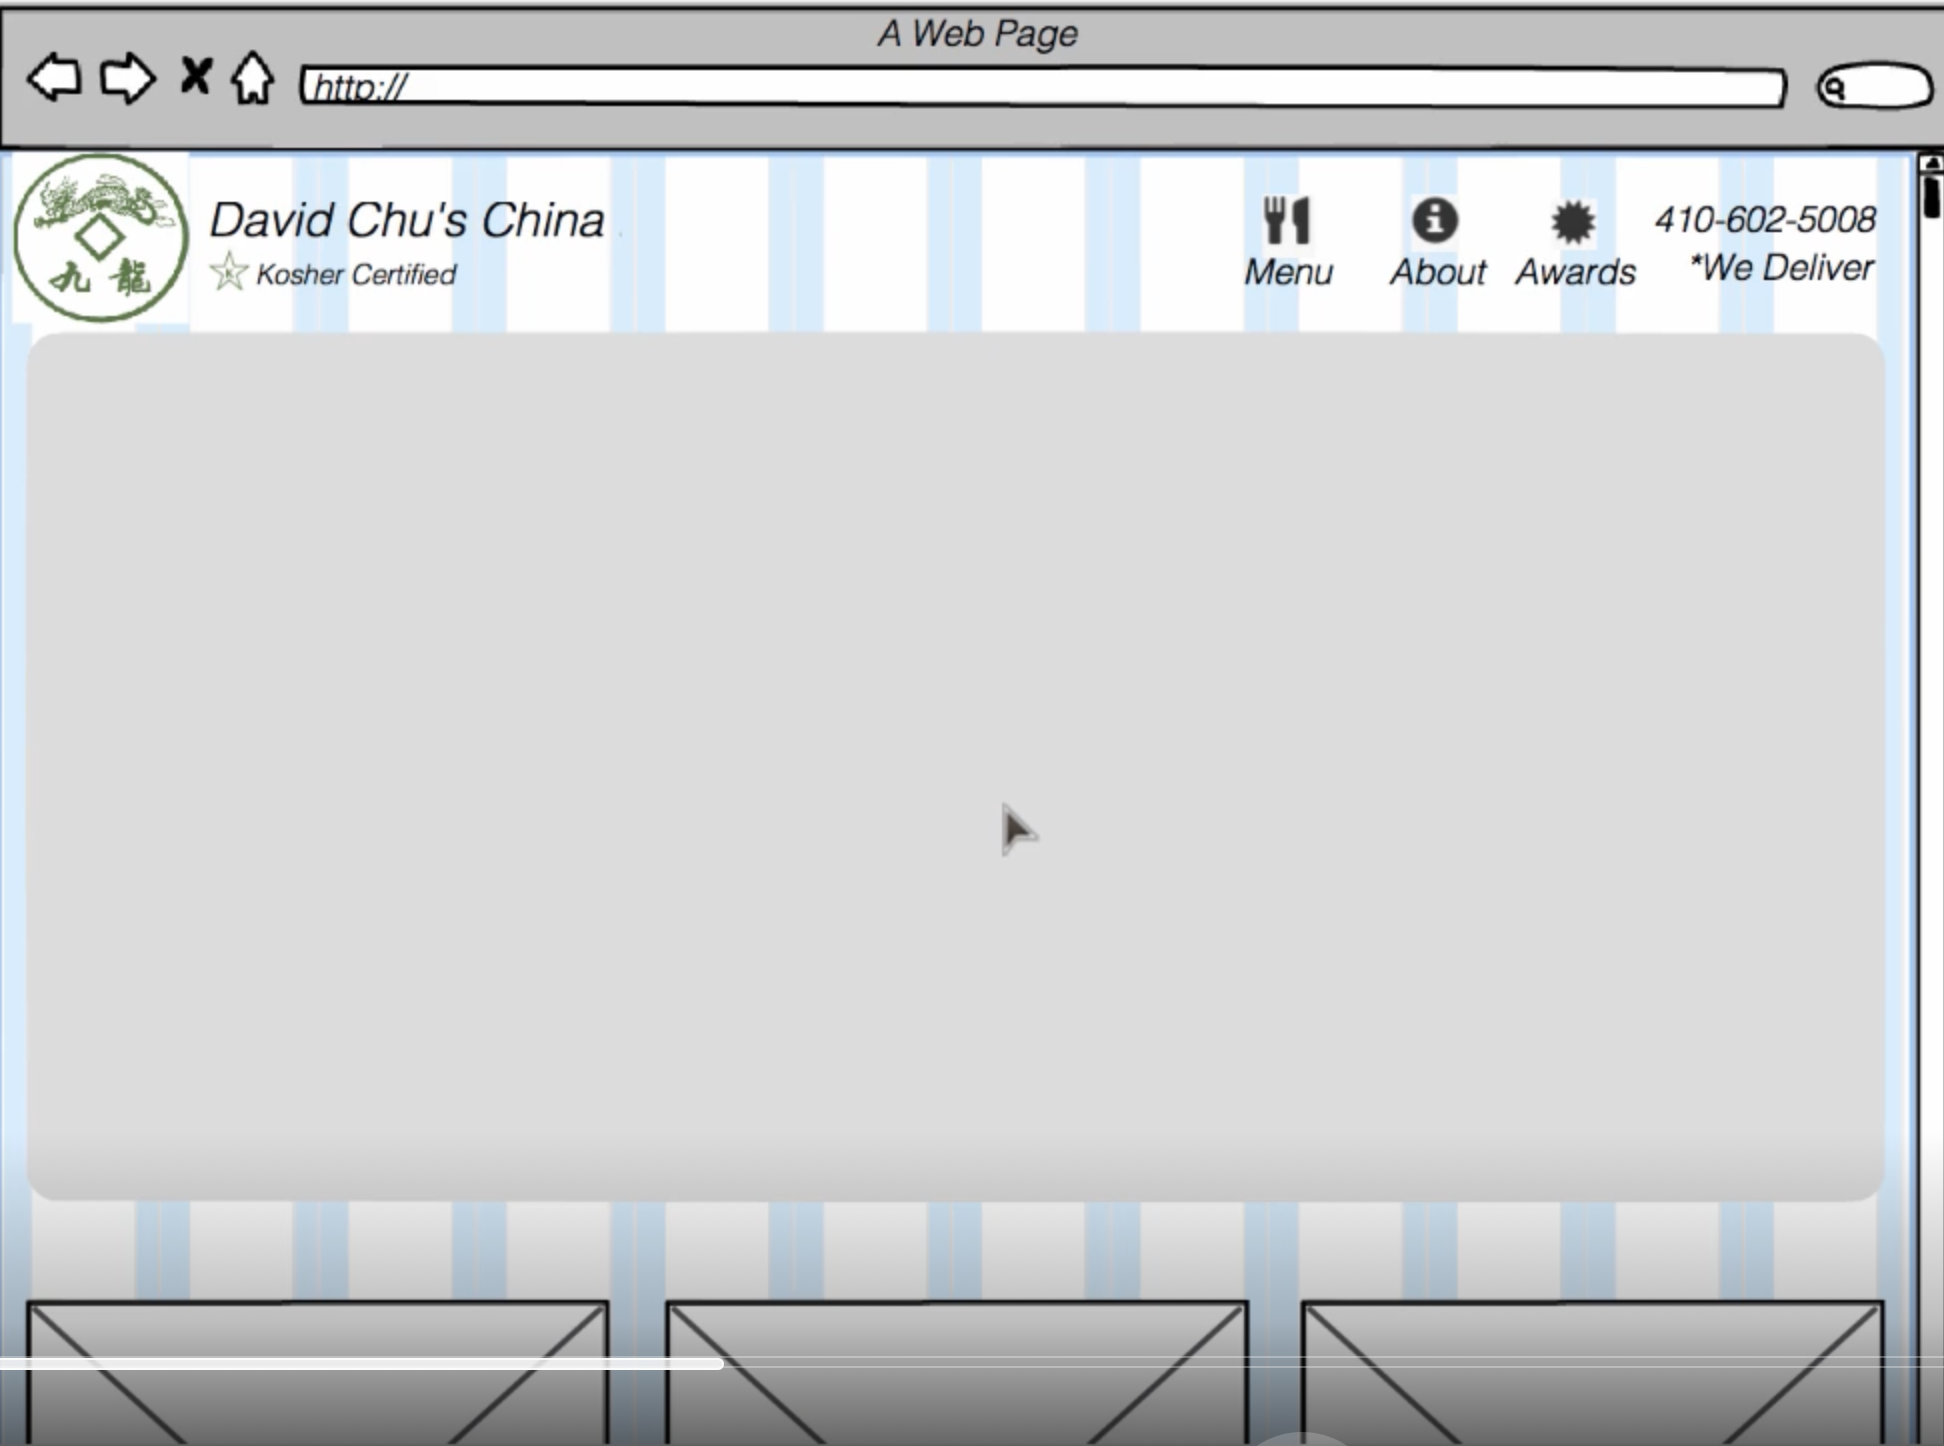 A Web Page
http://
九 龍
David Chu's China
K Kosher Certified
Menu
About
Awards
410-602-5008
*We Deliver